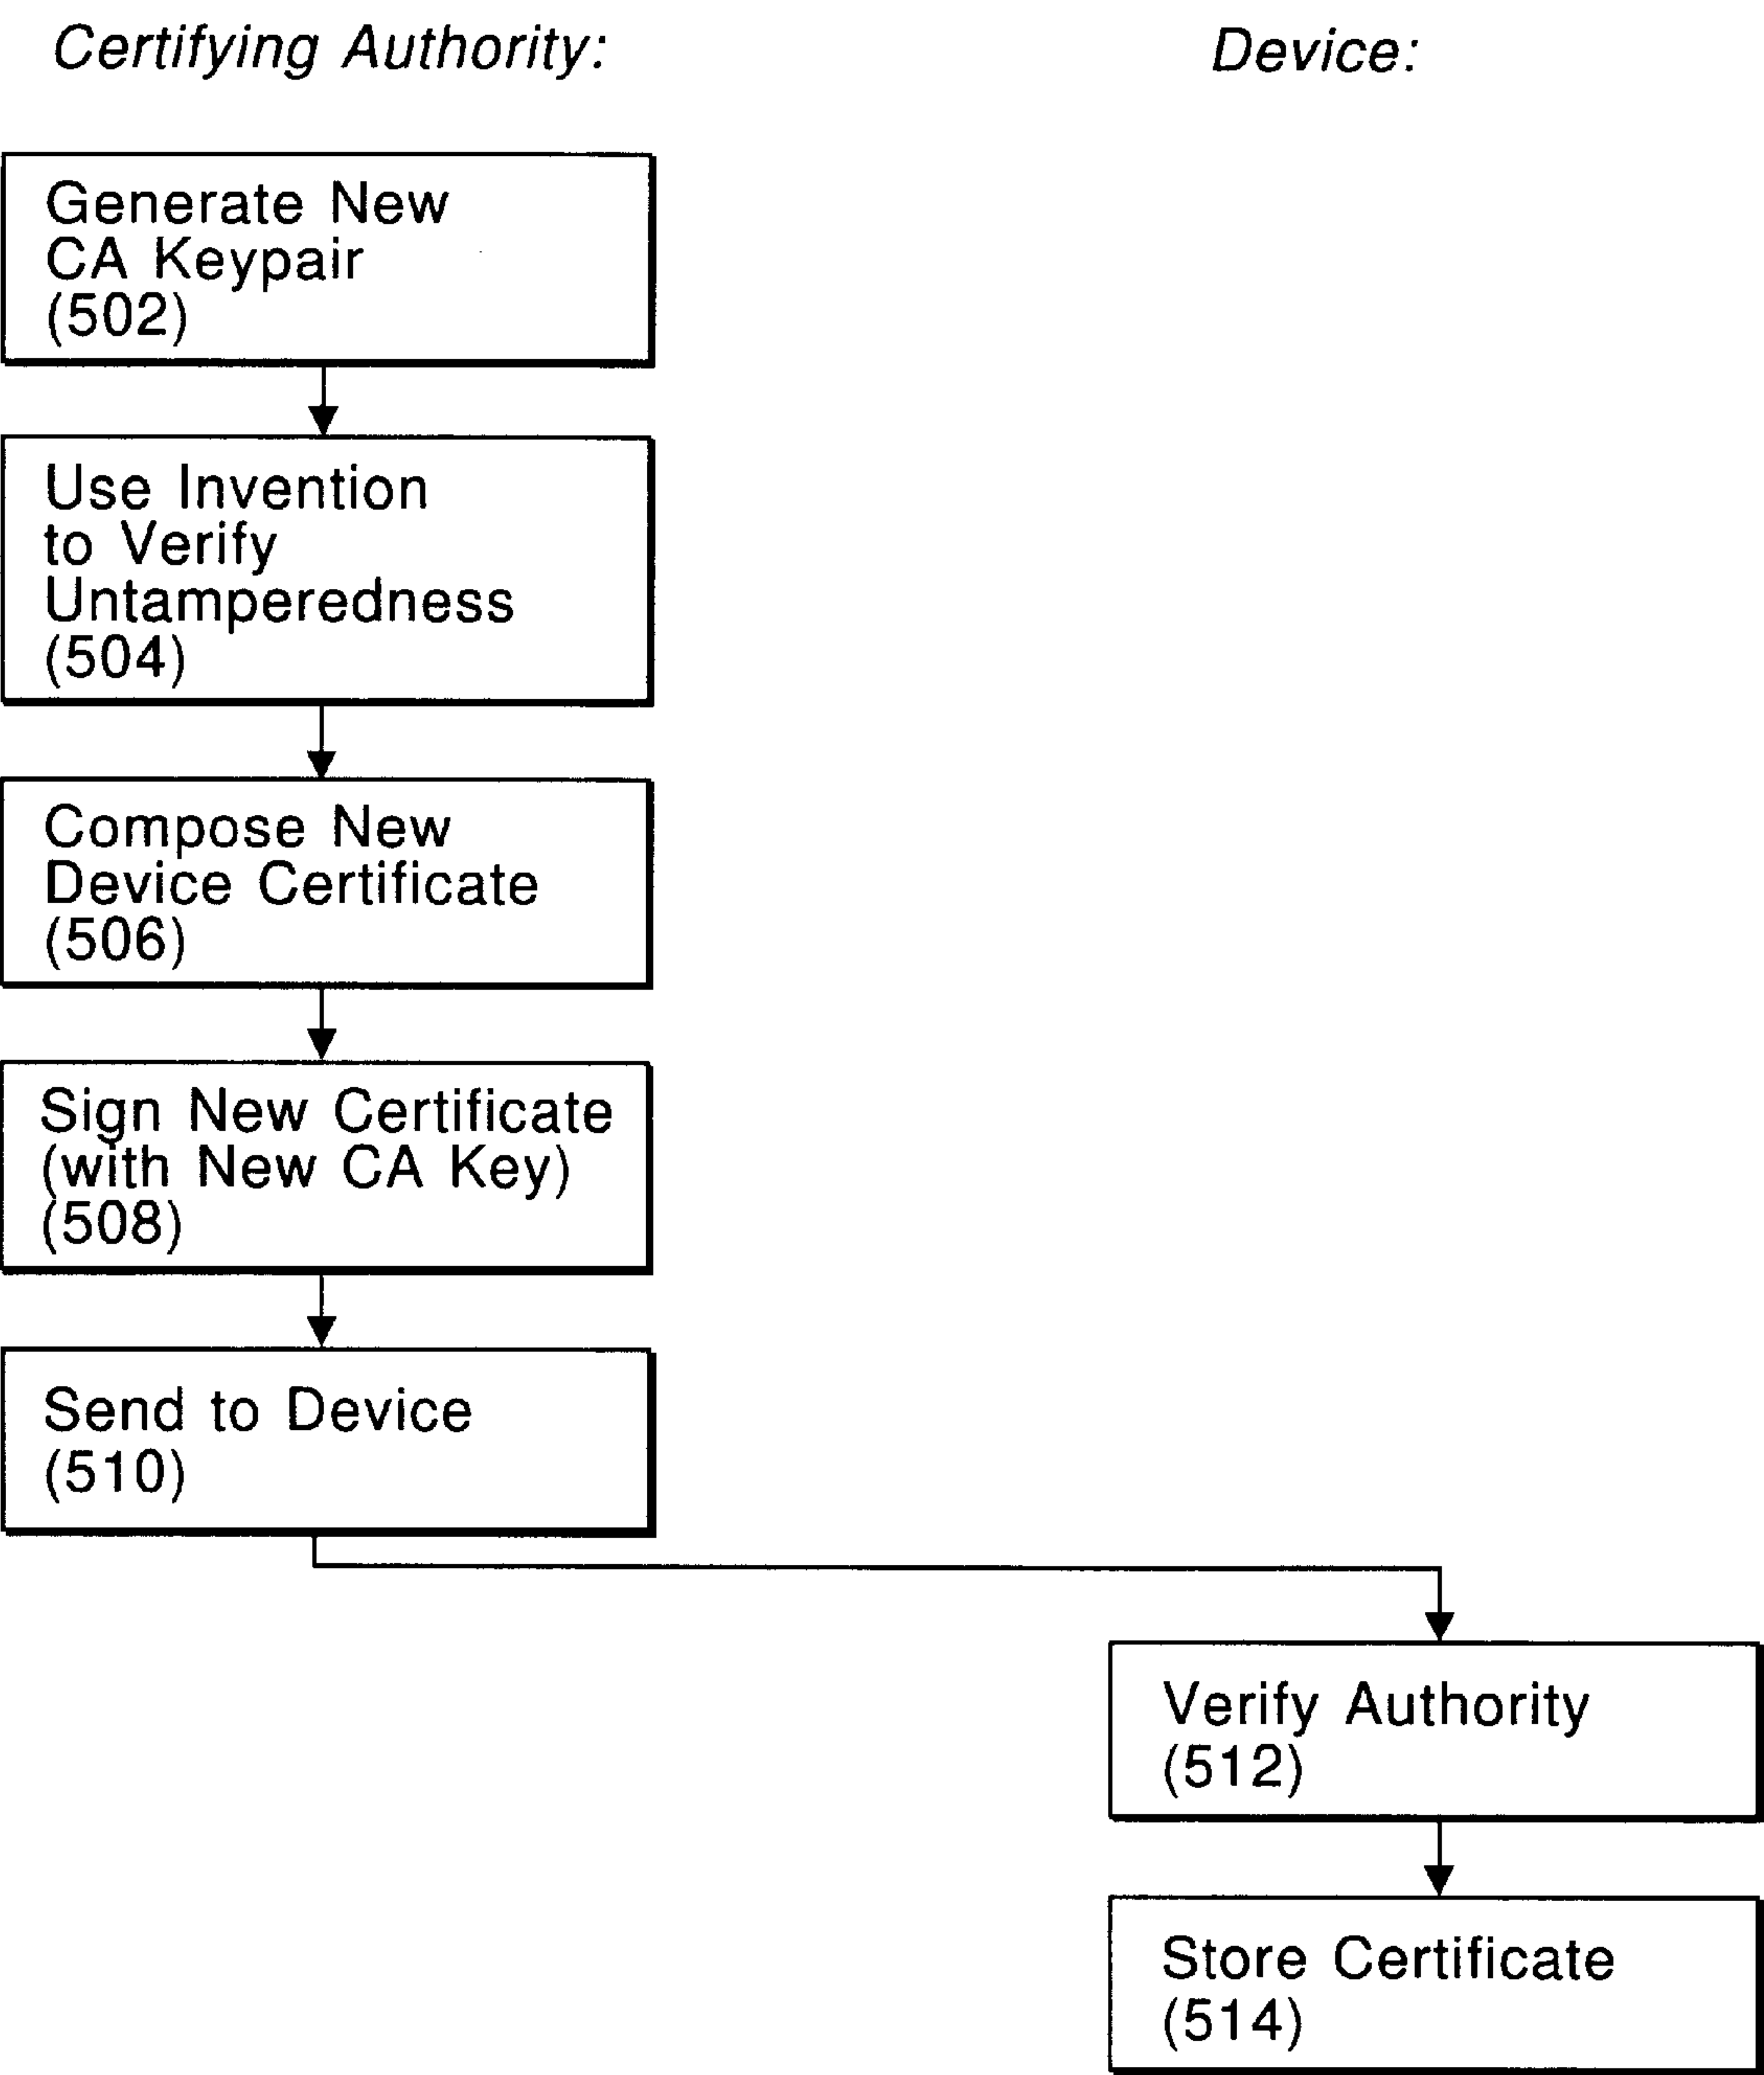 Certifying Authority:
Device:
Generate New
CA Keypair
(502)
Use Invention
to Verify
Untamperedness
(504)
Compose New
Device Certificate
(506)
Sign New Certificate
(with New CA Key)
(508)
Send to Device
(510)
Verify Authority
(512)
Store Certificate
(514)